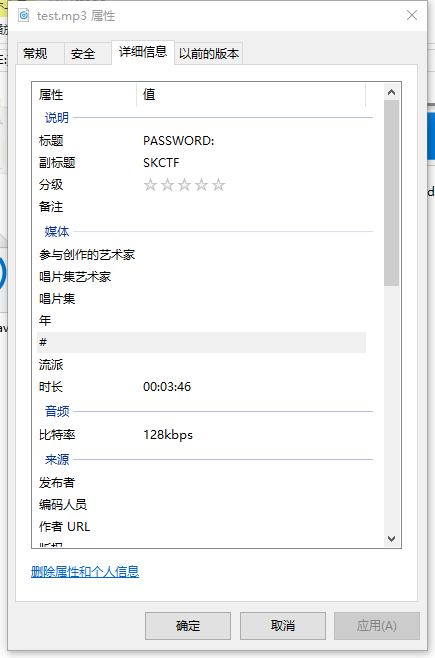 test.mp3 属性
常规 安全 详细信息 以前的版本
属性 值
说明
标题 PASSWORD:
副标题 SKCTF
分级
备注
媒体
参与创作的艺术家
唱片集艺术家
唱片集
年
#
流派
时长 00:03:46
音频
比特率 128kbps
来源
发布者
编码人员
作者 URL
版权
删除属性和个人信息
确定 取消 应用(A)